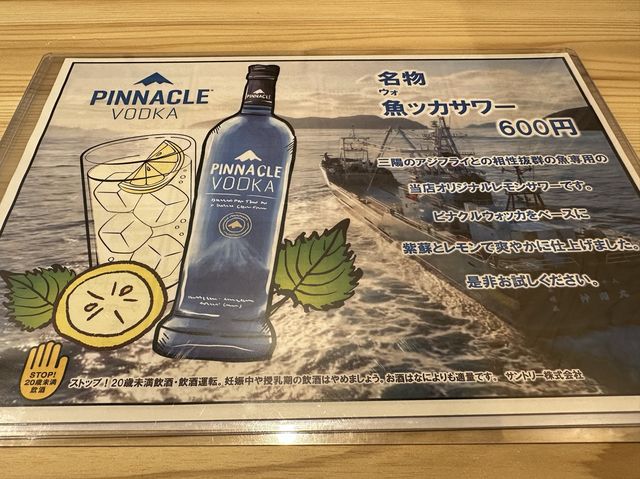 PINNACLE
VODKA
PINNACLE
PINNACLE
VODKA
名物
ウォ
魚ッカサワー
600円
三陽のアジフライとの相性抜群の魚専用の
当店オリジナルレモンサワーです。
ピナクルウォッカをベースに
紫蘇とレモンで爽やかに仕上げました。
是非お試しください。
STOP!
20歳未満
飲酒
ストップ！20歳未満飲酒・飲酒運転。妊娠中や授乳期の飲酒はやめましょう。お酒はなによりも適量です。 サントリー株式会社